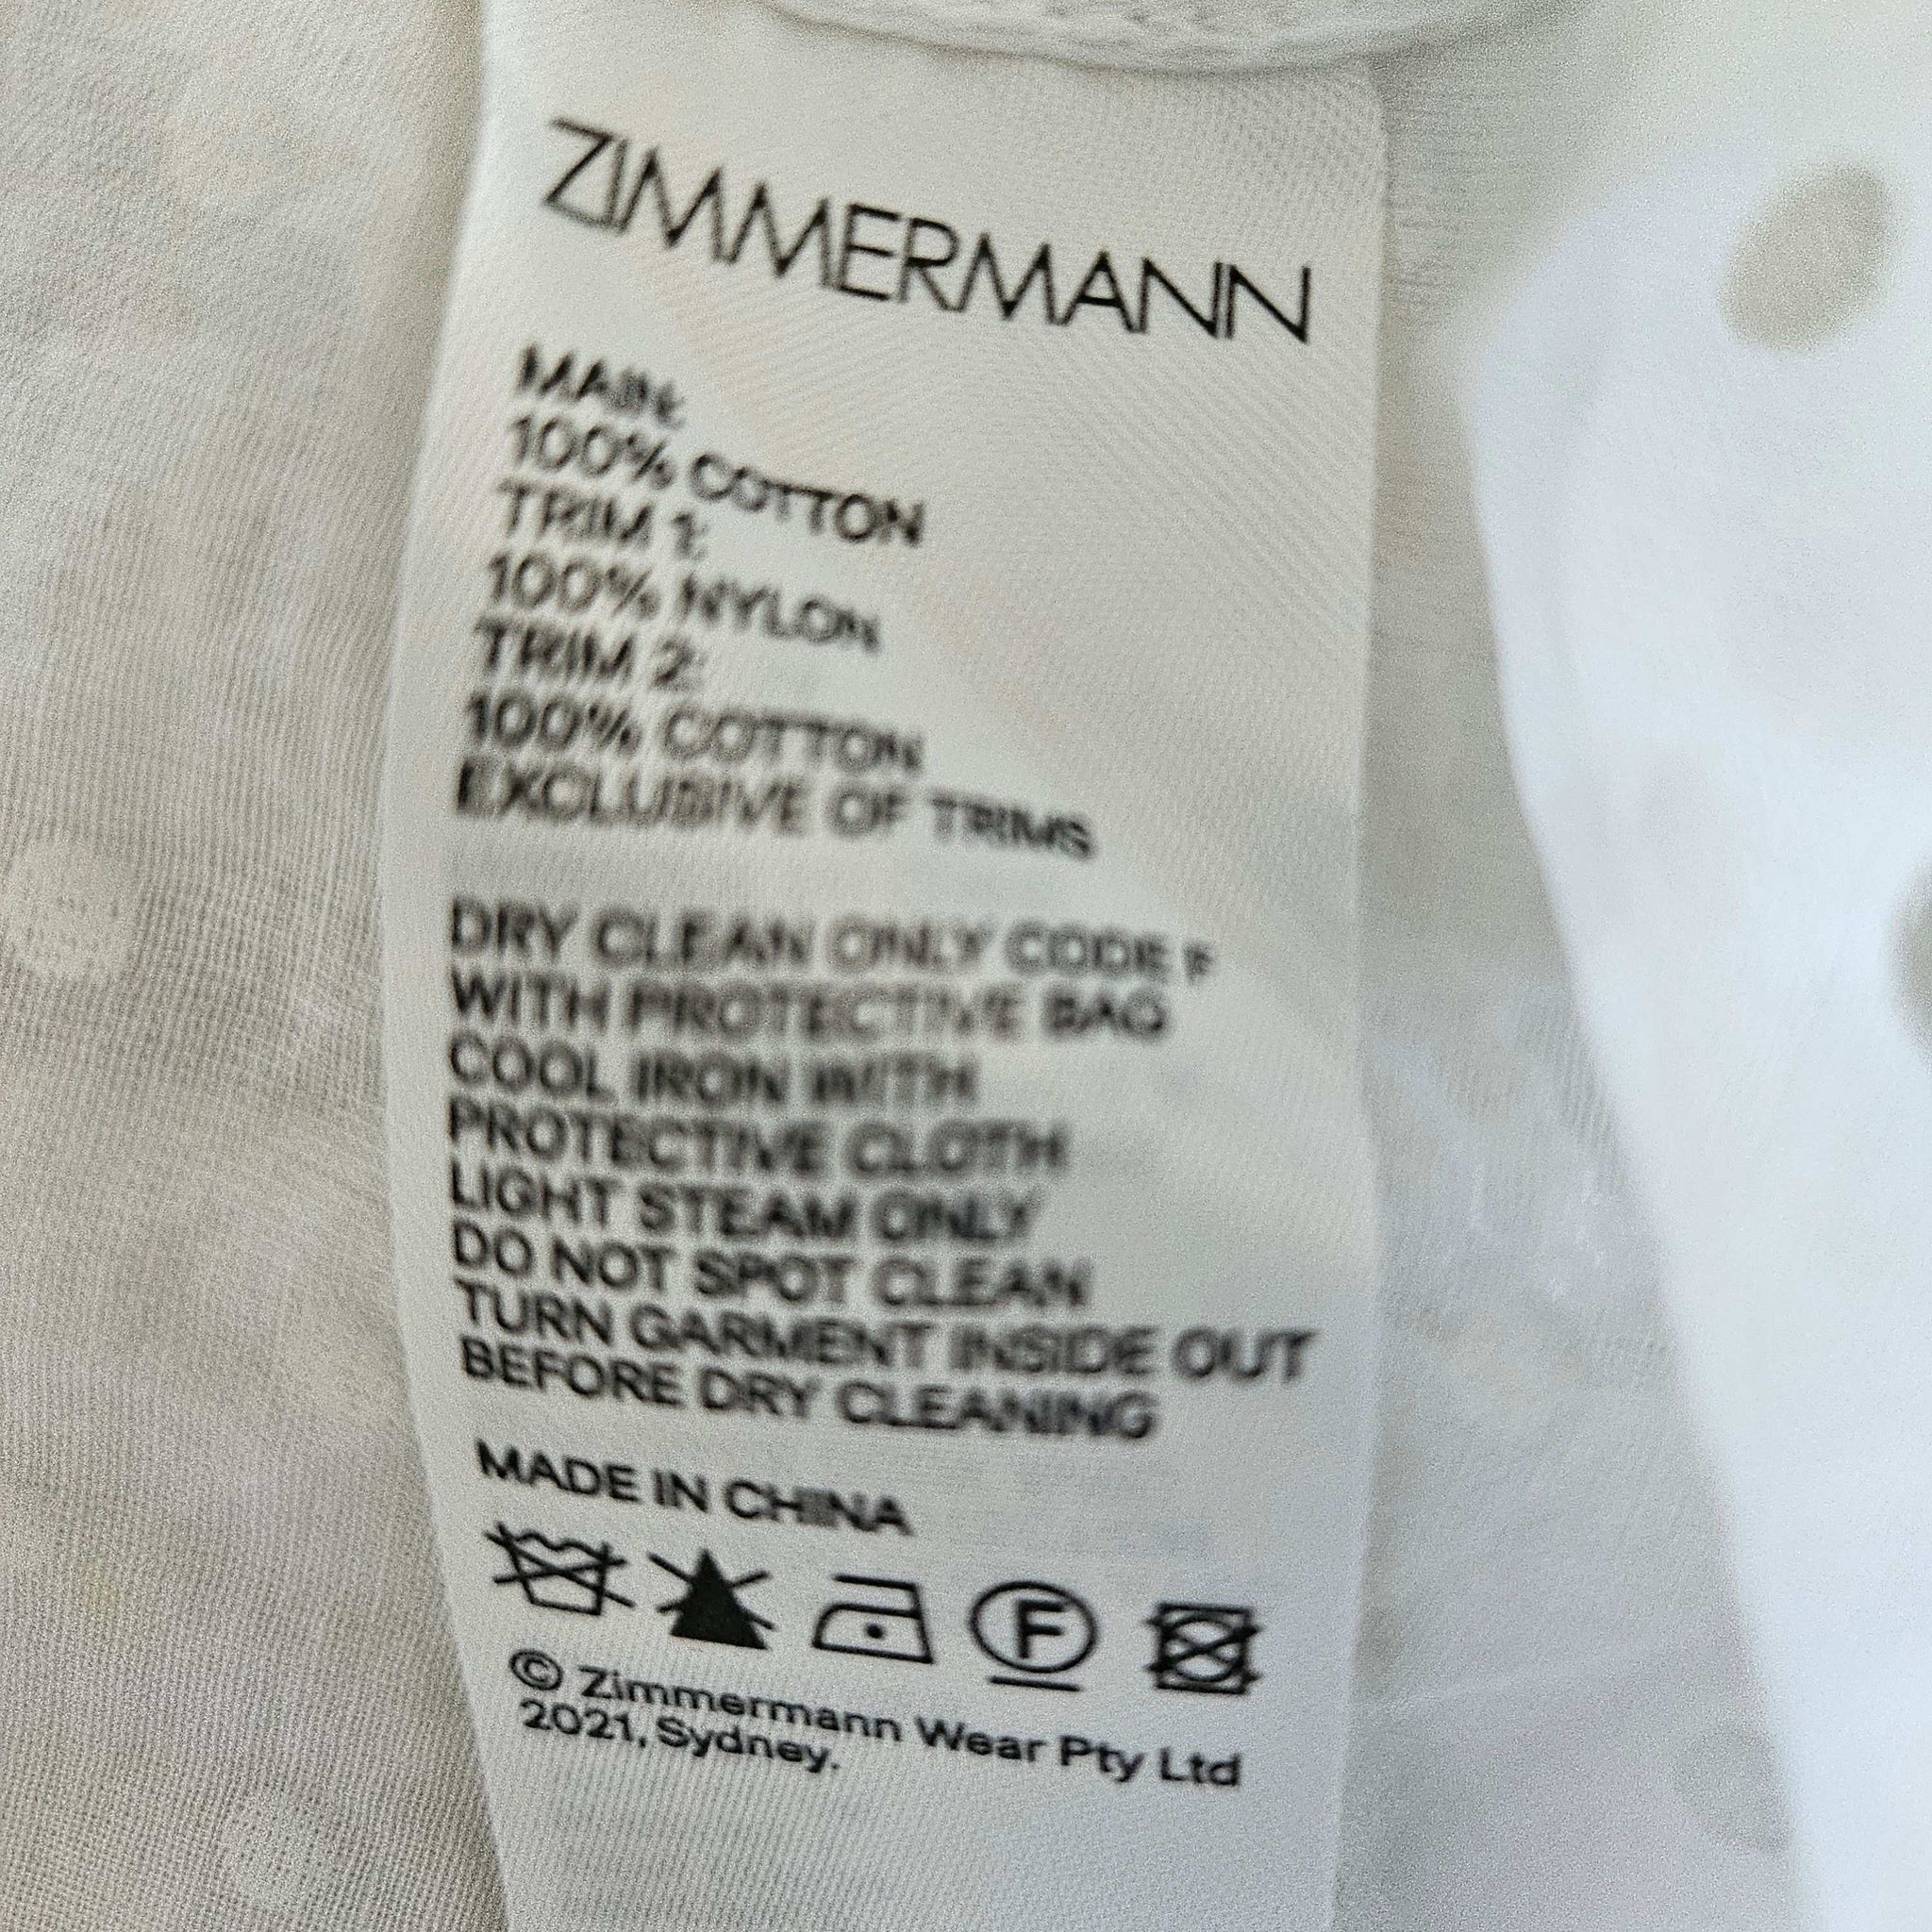 ZIMMERMANN
MAIN:
100% COTTON
TRIM 1:
100% NYLON
TRIM 2:
100% COTTON
EXCLUSIVE OF TRIMS
DRY CLEAN ONLY CODE F
WITH PROTECTIVE BAG
COOL IRON WITH
PROTECTIVE CLOTH
LIGHT STEAM ONLY
DO NOT SPOT CLEAN
TURN GARMENT INSIDE OUT
BEFORE DRY CLEANING
MADE IN CHINA
F
© Zimmermann Wear Pty Ltd
2021, Sydney.